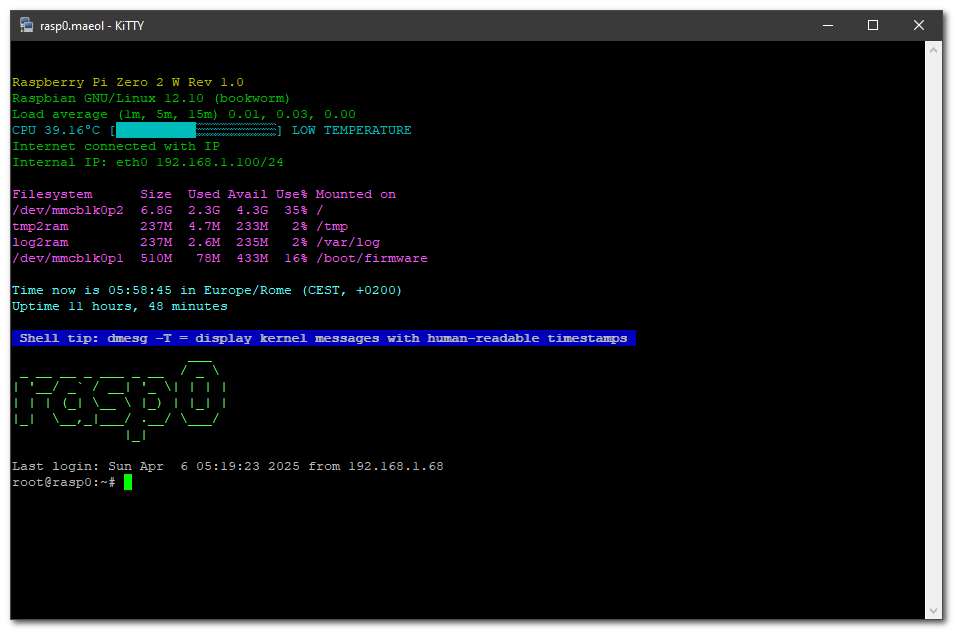 rasp0.maeol - KiTTY
Raspberry Pi Zero 2 W Rev 1.0
Raspbian GNU/Linux 12.10 (bookworm)
Load average (1m, 5m, 15m) 0.01, 0.03, 0.00
CPU 39.16°C [██████████▒▒▒▒▒▒▒▒▒▒] LOW TEMPERATURE
Internet connected with IP
Internal IP: eth0 192.168.1.100/24
Filesystem      Size  Used Avail Use% Mounted on
/dev/mmcblk0p2  6.8G  2.3G  4.3G  35% /
tmp2ram         237M  4.7M  233M   2% /tmp
log2ram         237M  2.6M  235M   2% /var/log
/dev/mmcblk0p1  510M   78M  433M  16% /boot/firmware
Time now is 05:58:45 in Europe/Rome (CEST, +0200)
Uptime 11 hours, 48 minutes
Shell tip: dmesg -T = display kernel messages with human-readable timestamps
rasp0
Last login: Sun Apr  6 05:19:23 2025 from 192.168.1.68
root@rasp0:~#